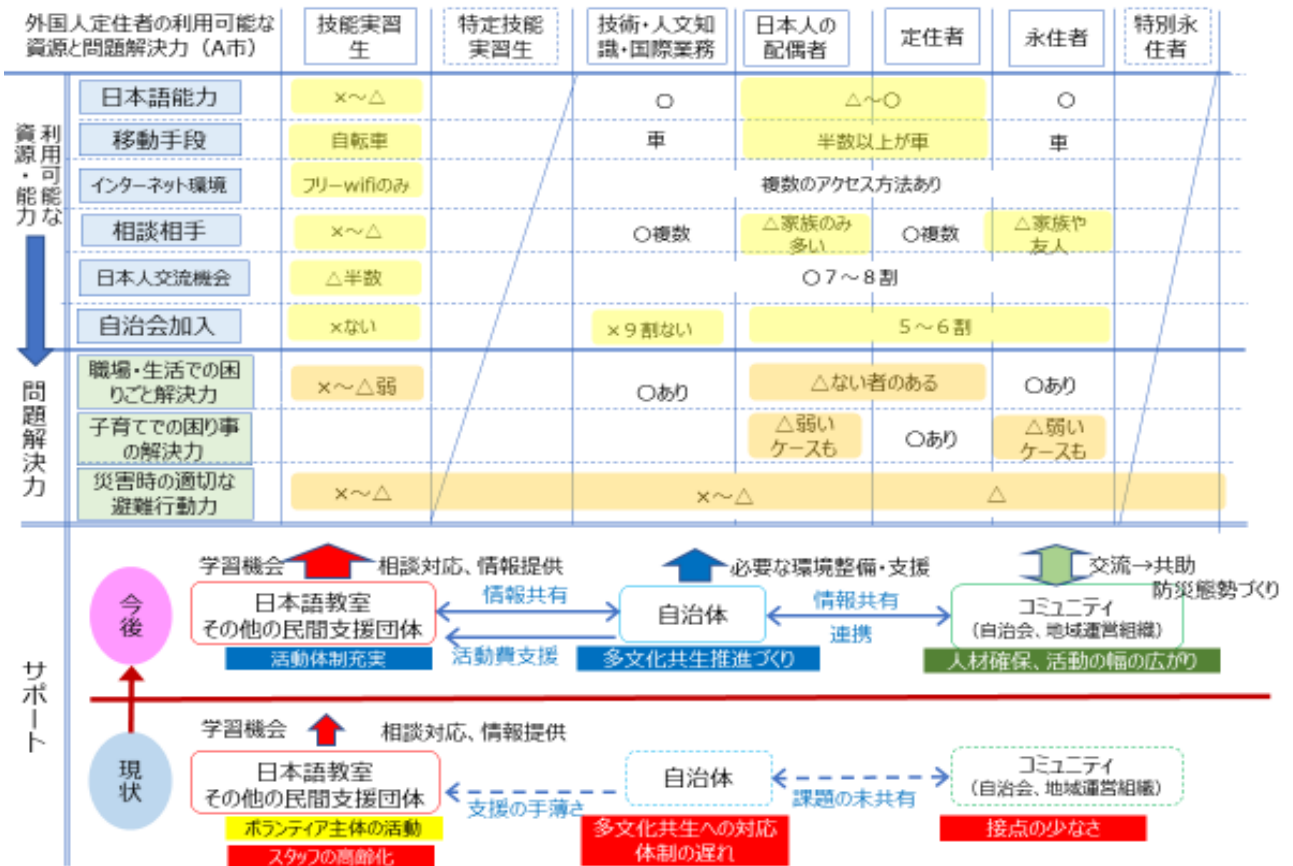 外国人定住者の利用可能な
資源と問題解決力（A市）
技能実習
生
特定技能
実習生
技術・人文知
識・国際業務
日本人の
配偶者
定住者
永住者
特別永
住者
利用可能な
資源・能力
日本語能力
×～△
○
△～○
○
移動手段
自転車
車
半数以上が車
車
インターネット環境
フリーwifiのみ
複数のアクセス方法あり
相談相手
×～△
○複数
△家族のみ
多い
○複数
△家族や
友人
日本人交流機会
△半数
○７～８割
自治会加入
×ない
×９割ない
５～６割
問題解決力
職場・生活での困
りごと解決力
×～△弱
○あり
△ない者のある
○あり
子育てでの困り事
の解決力
△弱い
ケースも
○あり
△弱い
ケースも
災害時の適切な
避難行動力
×～△
×～△
△
サポート
今後
学習機会
相談対応、情報提供
必要な環境整備・支援
交流→共助
防災態勢づくり
日本語教室
その他の民間支援団体
活動体制充実
情報共有
活動費支援
自治体
多文化共生推進づくり
情報共有
連携
コミュニティ
（自治会、地域運営組織）
人材確保、活動の幅の広がり
現状
学習機会
相談対応、情報提供
日本語教室
その他の民間支援団体
ボランティア主体の活動
スタッフの高齢化
支援の手薄さ
自治体
多文化共生への対応
体制の遅れ
課題の未共有
コミュニティ
（自治会、地域運営組織）
接点の少なさ